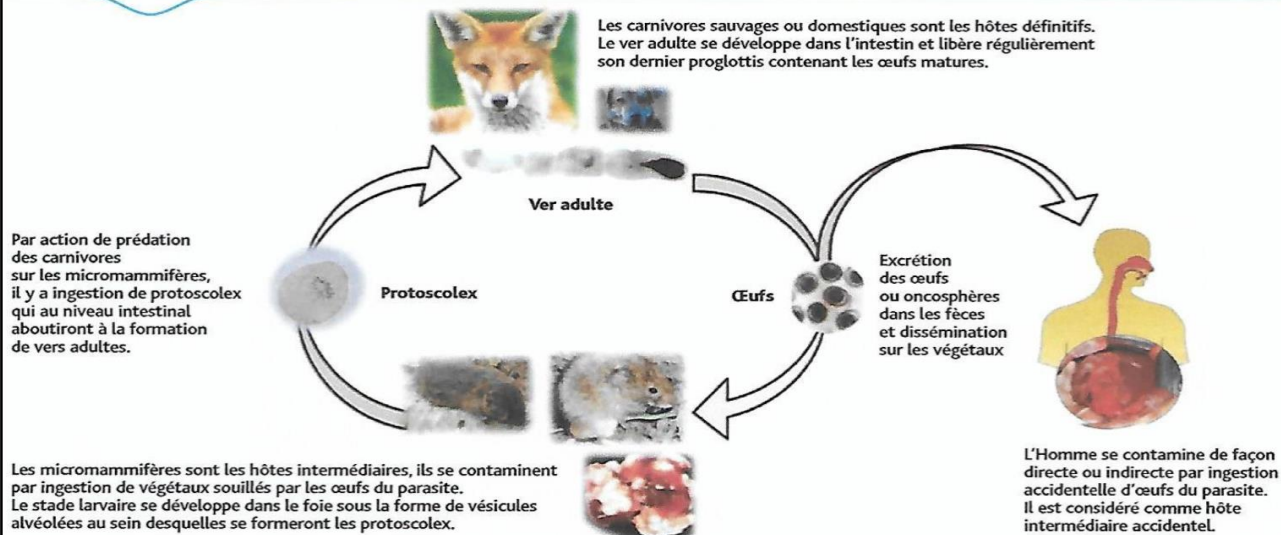 Les carnivores sauvages ou domestiques sont les hôtes définitifs.
Le ver adulte se développe dans l'intestin et libère régulièrement
son dernier proglottis contenant les œufs matures.
Ver adulte
Par action de prédation
des carnivores
sur les micromammifères,
il y a ingestion de protoscolex
qui au niveau intestinal
aboutiront à la formation
de vers adultes.
Protoscolex
Œufs
Excrétion
des œufs
ou oncosphères
dans les fèces
et dissémination
sur les végétaux
Les micromammifères sont les hôtes intermédiaires, ils se contaminent
par ingestion de végétaux souillés par les œufs du parasite.
Le stade larvaire se développe dans le foie sous la forme de vésicules
alvéolées au sein desquelles se formeront les protoscolex.
L'Homme se contamine de façon
directe ou indirecte par ingestion
accidentelle d'œufs du parasite.
Il est considéré comme hôte
intermédiaire accidentel.